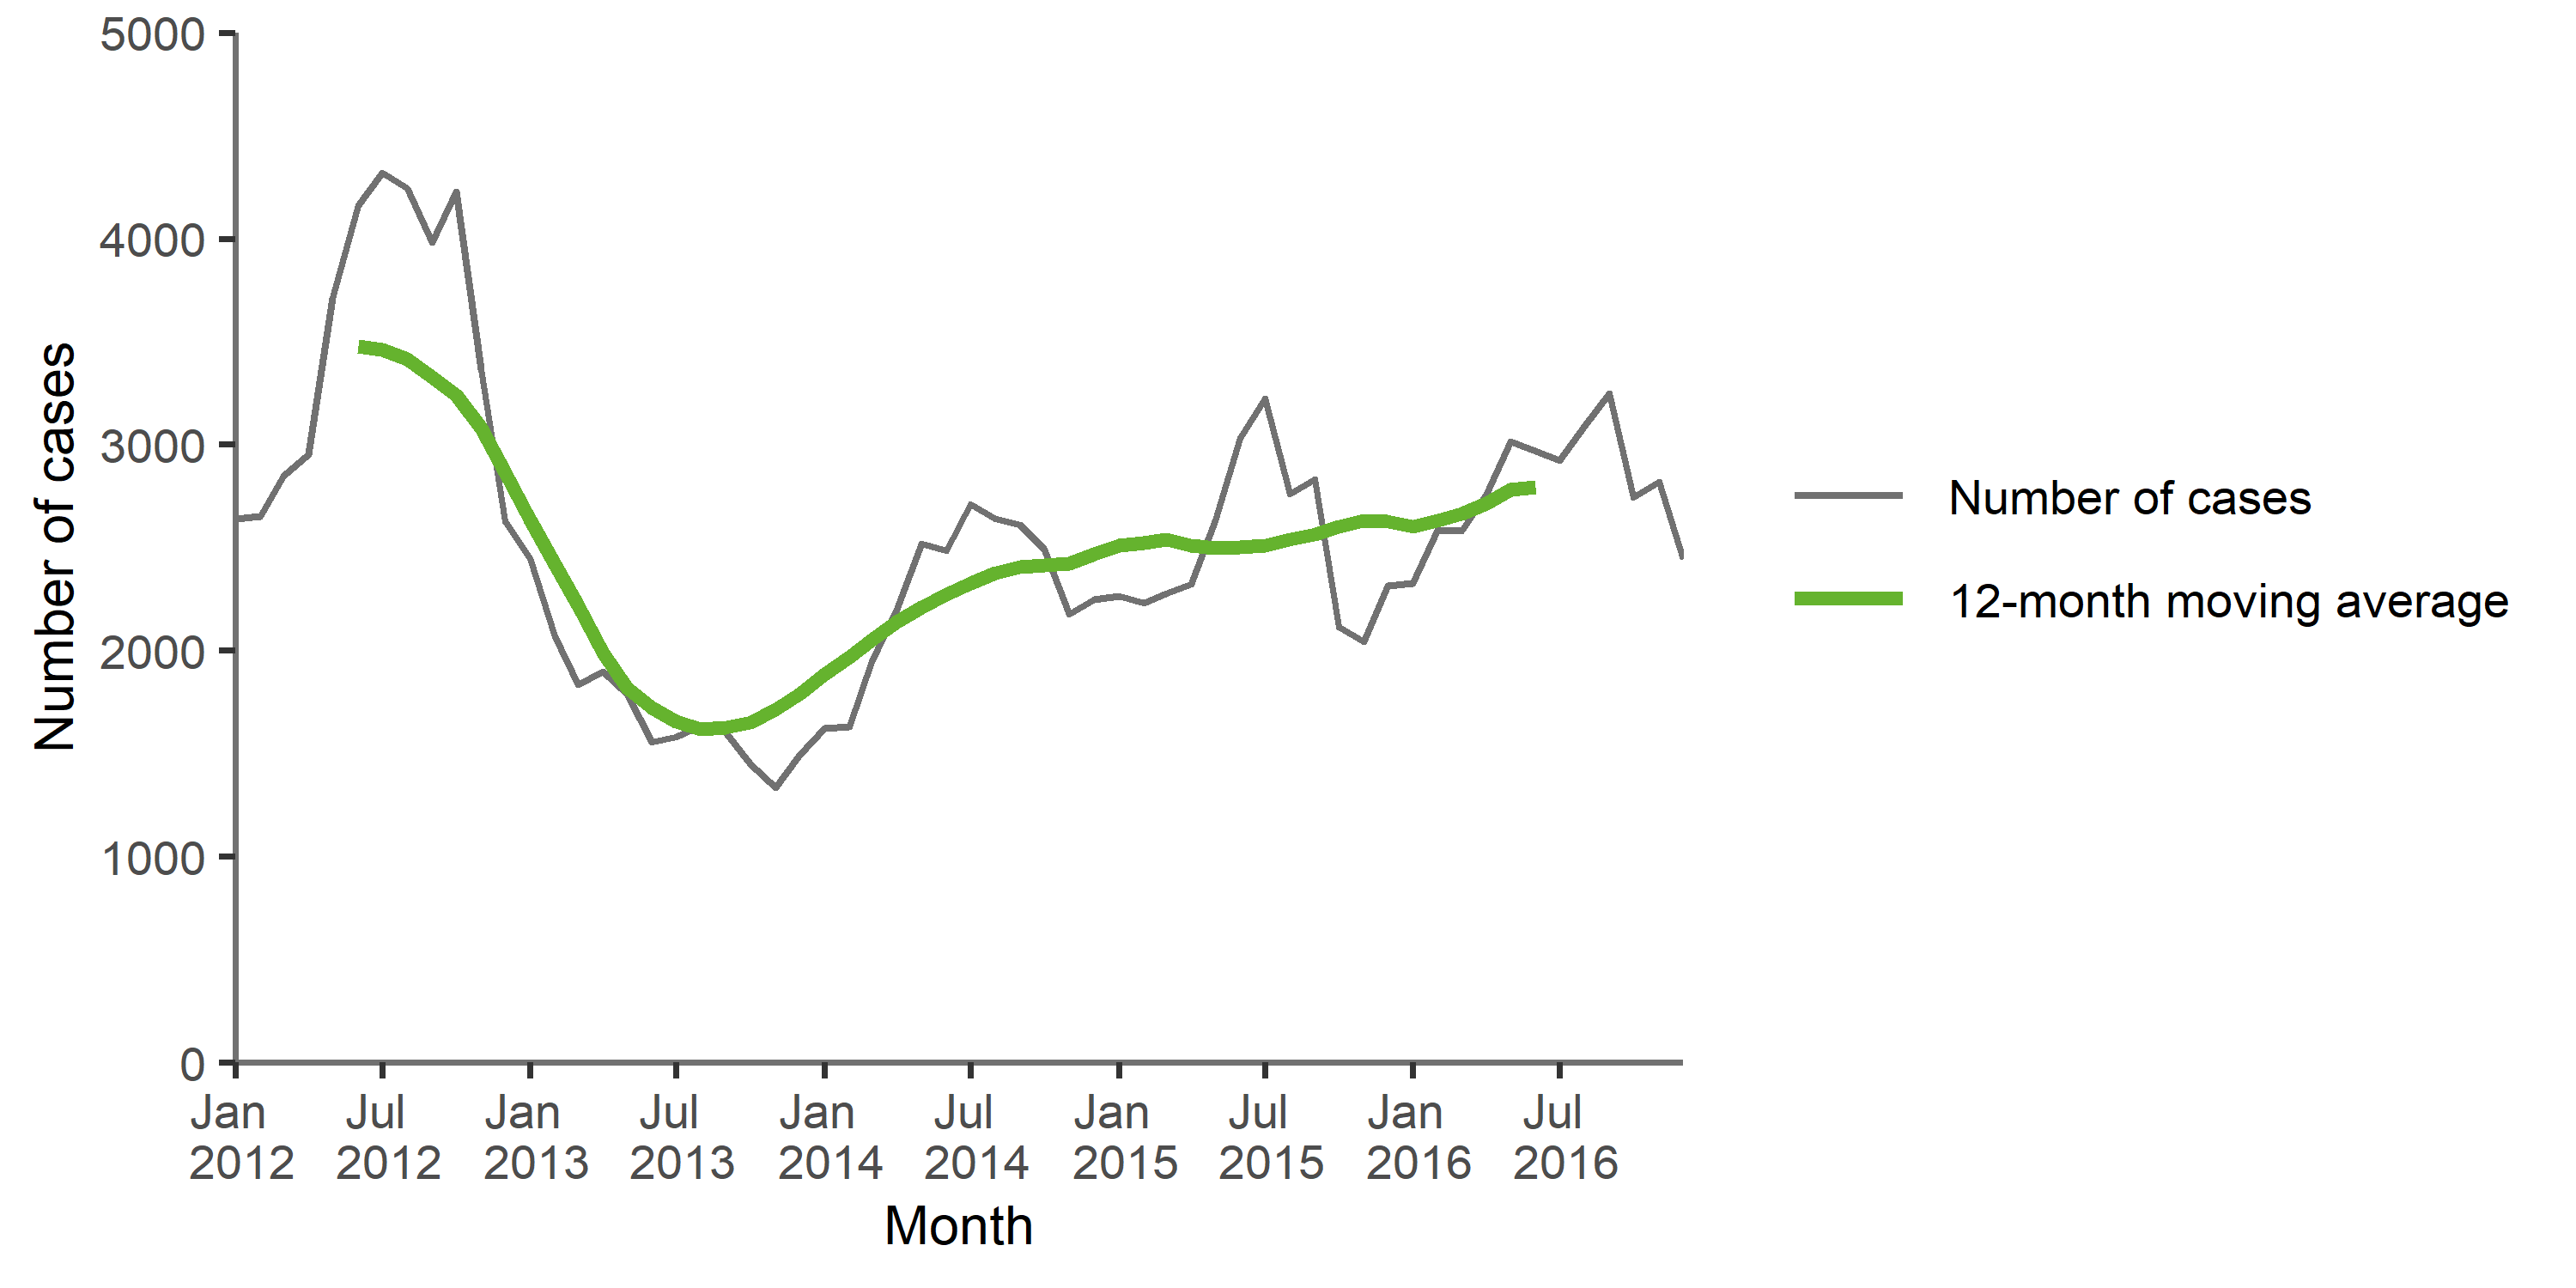 5000
4000
3000
2000
1000
0
Number of cases
Jan Jul Jan Jul Jan Jul Jan Jul Jan Jul
2012 2012 2013 2013 2014 2014 2015 2015 2016 2016
Month
Number of cases
12-month moving average